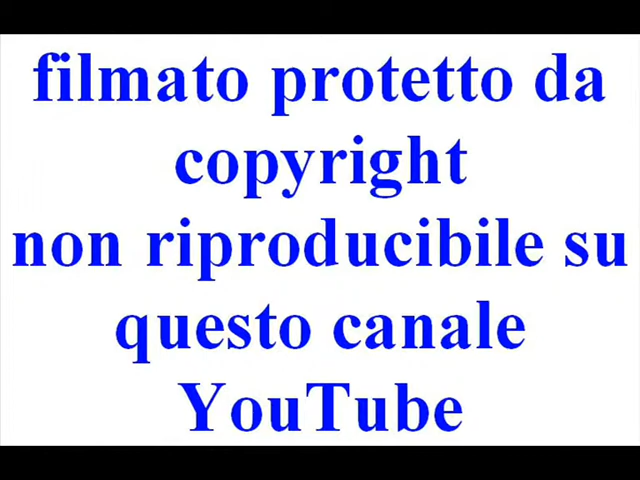 filmato protetto da
copyright
non riproducibile su
questo canale
YouTube